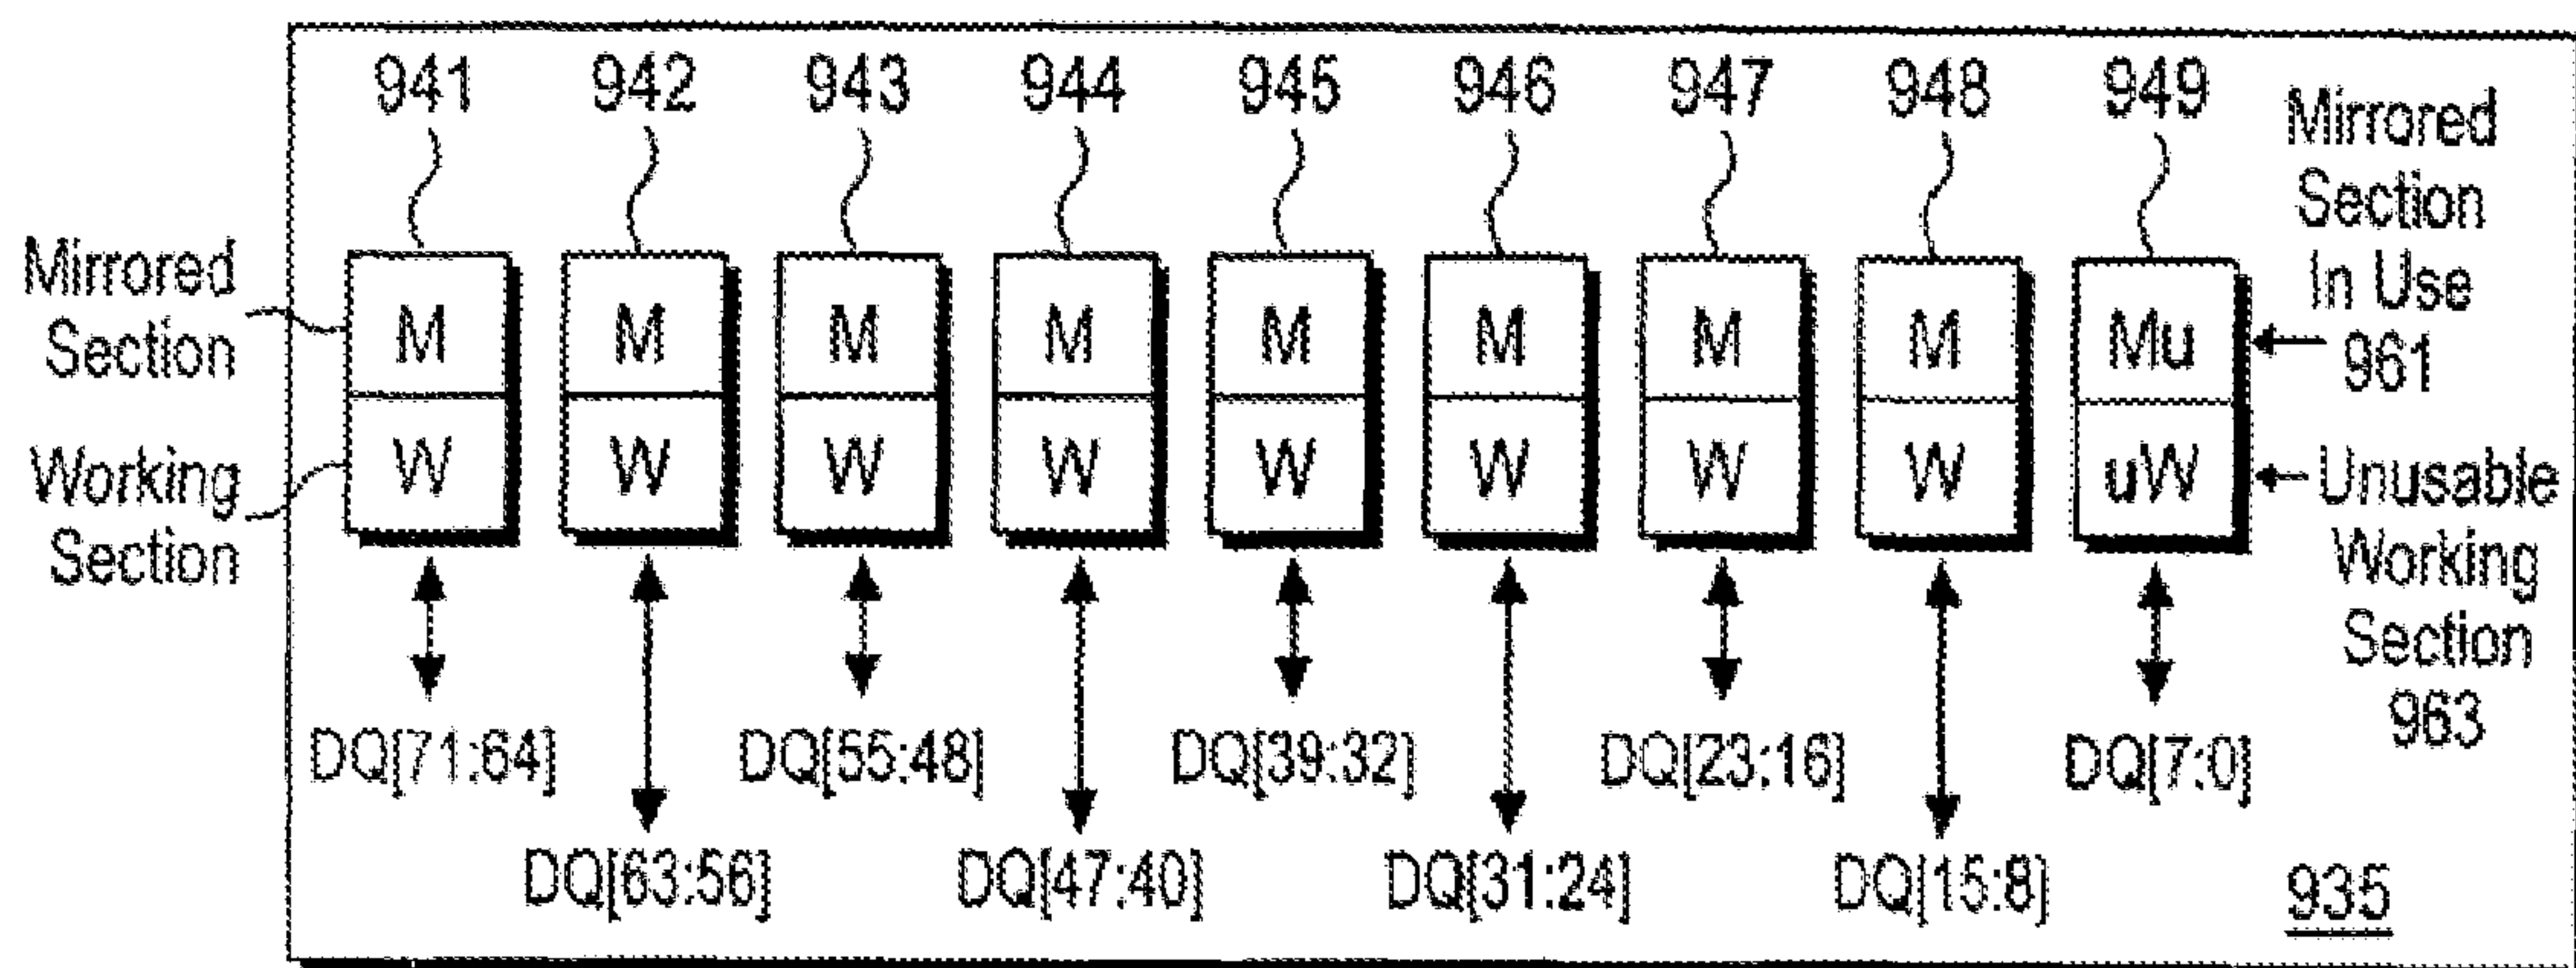 941 942 943 944 945 946 947 948 949
Mirrored
Section
In Use
961
Mirrored
Section
M M M M M M M M Mu
Working
Section
W W W W W W W W uW
Unusable
Working
Section
963
DQ[71:64] DQ[55:48] DQ[39:32] DQ[23:16] DQ[7:0]
DQ[63:56] DQ[47:40] DQ[31:24] DQ[15:8]
935